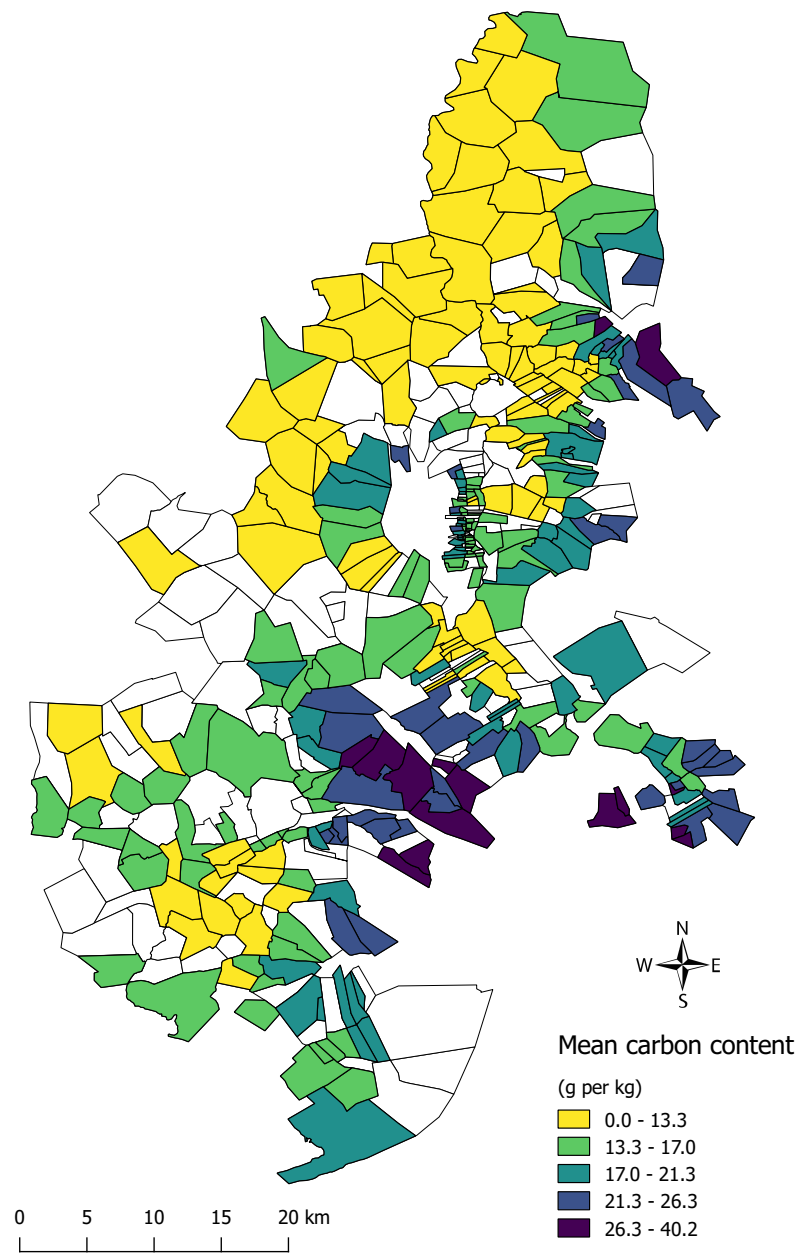 N
W E
S
Mean carbon content
(g per kg)
0.0 - 13.3
13.3 - 17.0
17.0 - 21.3
21.3 - 26.3
26.3 - 40.2
0 5 10 15 20 km